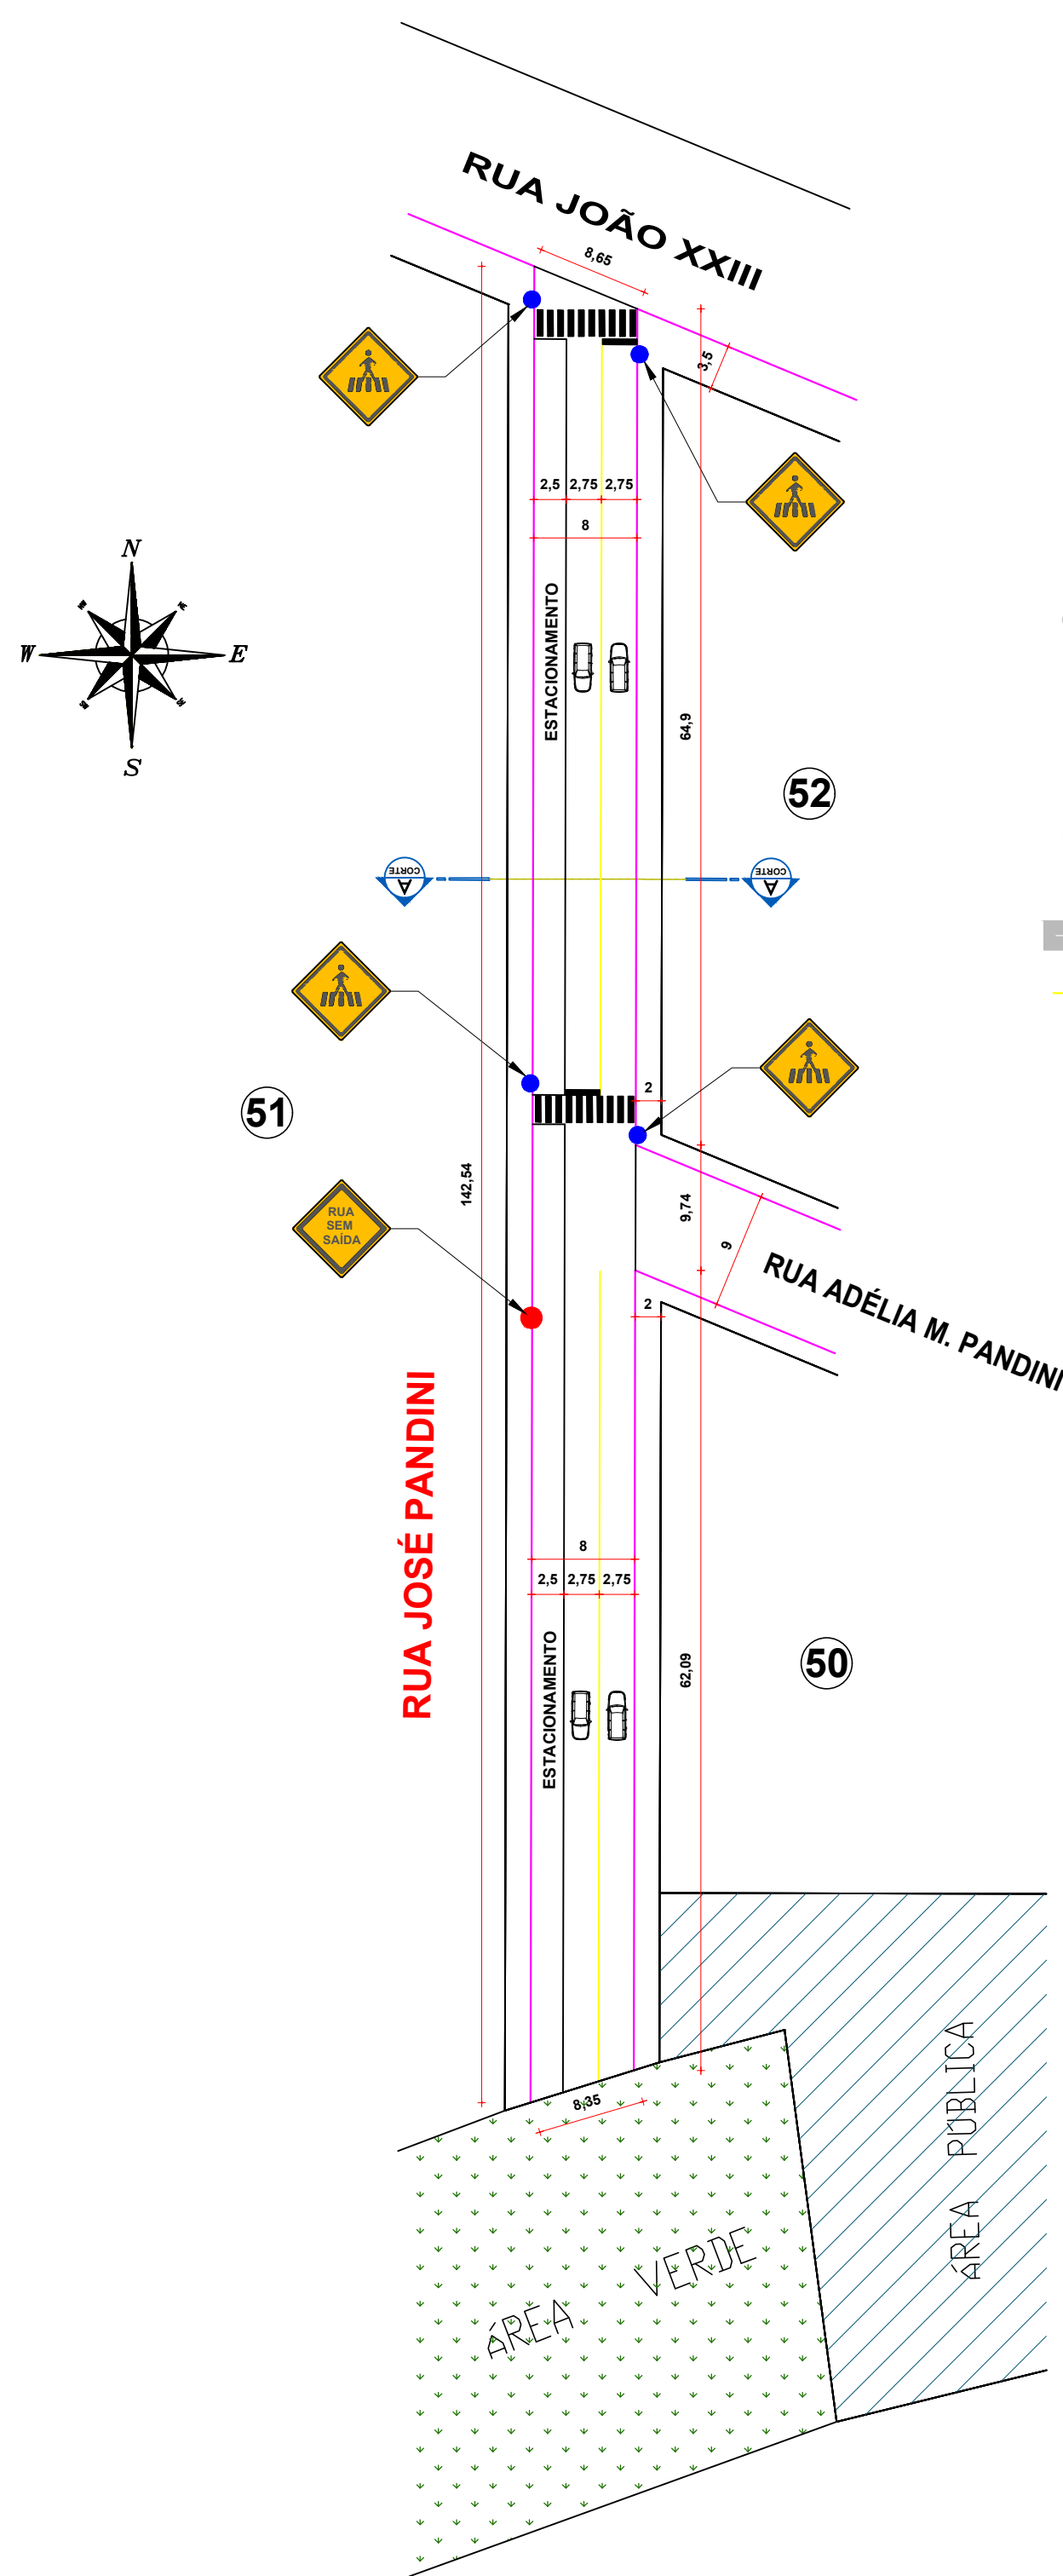 RUA JOÃO XXIII
8,65
3,5
2,5 2,75 2,75
8
N
W E
S
ESTACIONAMENTO
64,9
52
CORTE
A
CORTE
A
51
2
142,54
9,74
9
RUA
SEM
SAÍDA
RUA ADÉLIA M. PANDINI
2
RUA JOSÉ PANDINI
8
2,5 2,75 2,75
ESTACIONAMENTO
62,09
50
8,35
ÁREA VERDE
ÁREA PÚBLICA